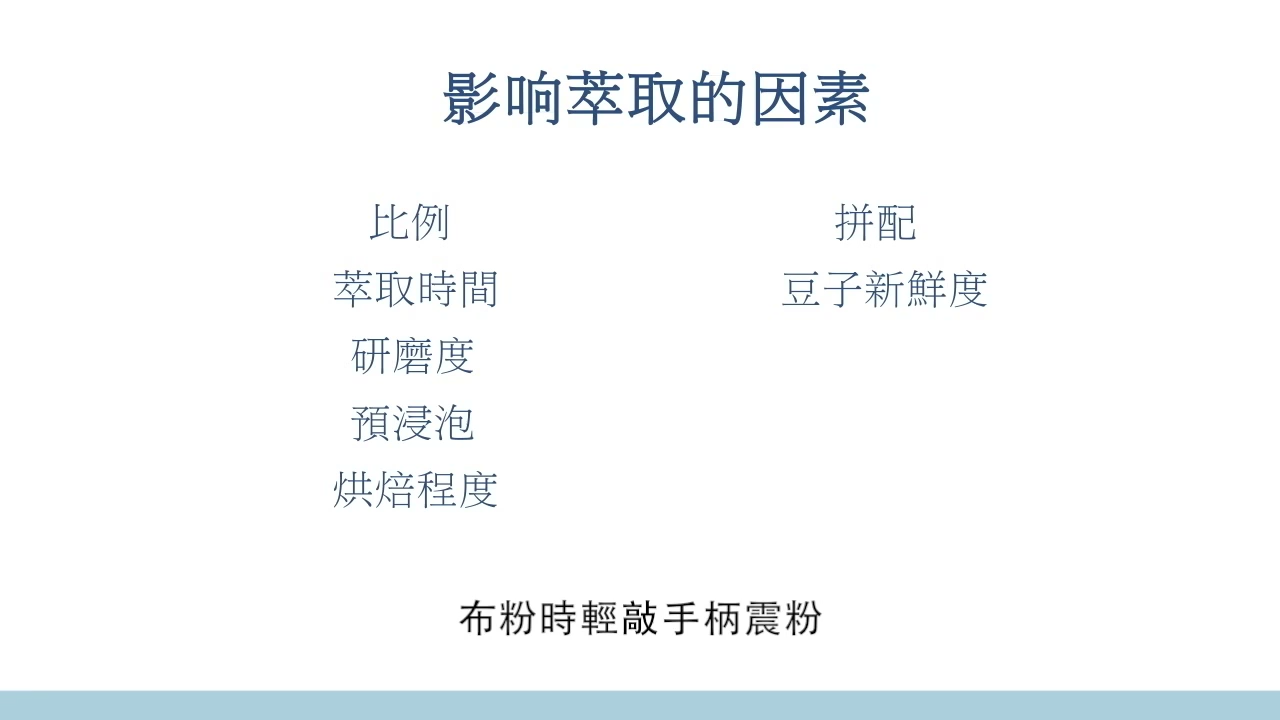 影响萃取的因素
比例
萃取時間
研磨度
預浸泡
烘焙程度
拼配
豆子新鮮度
布粉時輕敲手柄震粉